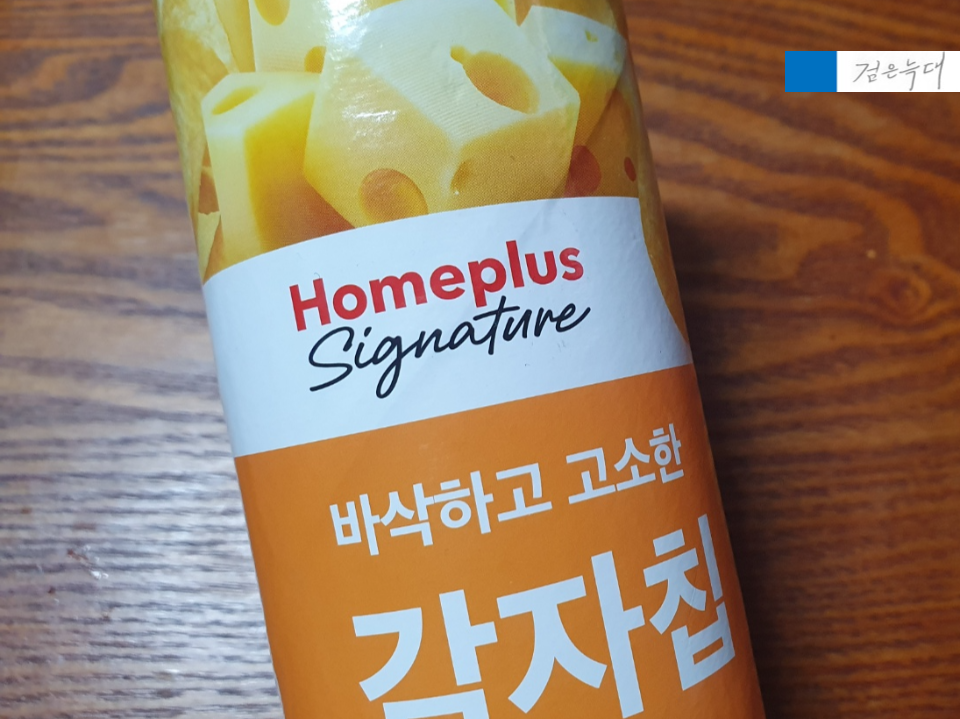 검은늑대
Homeplus
Signature
바삭하고 고소한
감자칩